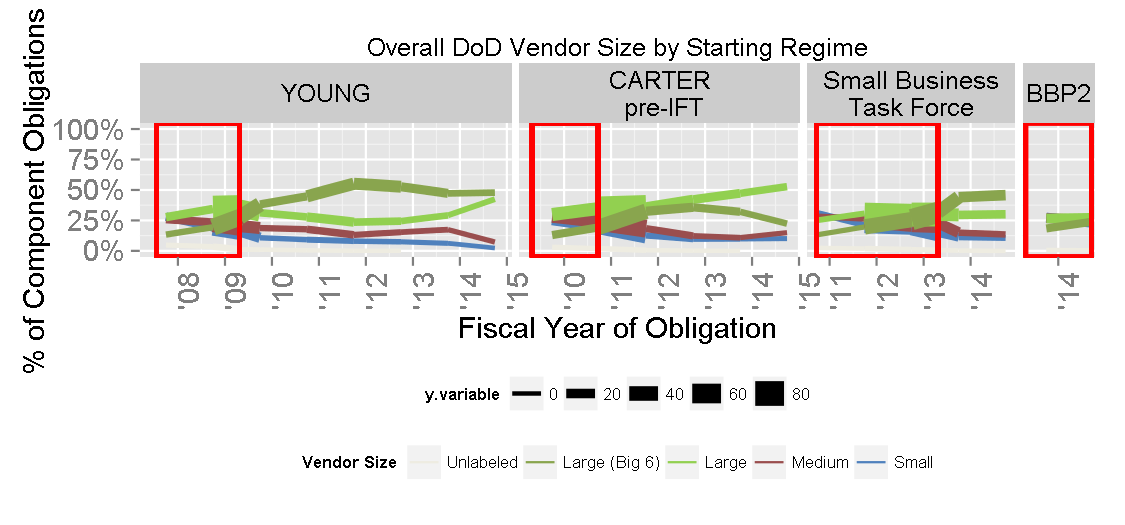 Overall DoD Vendor Size by Starting Regime
YOUNG
CARTER
pre-IFT
Small Business
Task Force
BBP2
% of Component Obligations
100%
75%
50%
25%
0%
'08 '09 '10 '11 '12 '13 '14 '15 '10 '11 '12 '13 '14 '15 '11 '12 '13 '14 '14
Fiscal Year of Obligation
y.variable 0 20 40 60 80
Vendor Size Unlabeled Large (Big 6) Large Medium Small